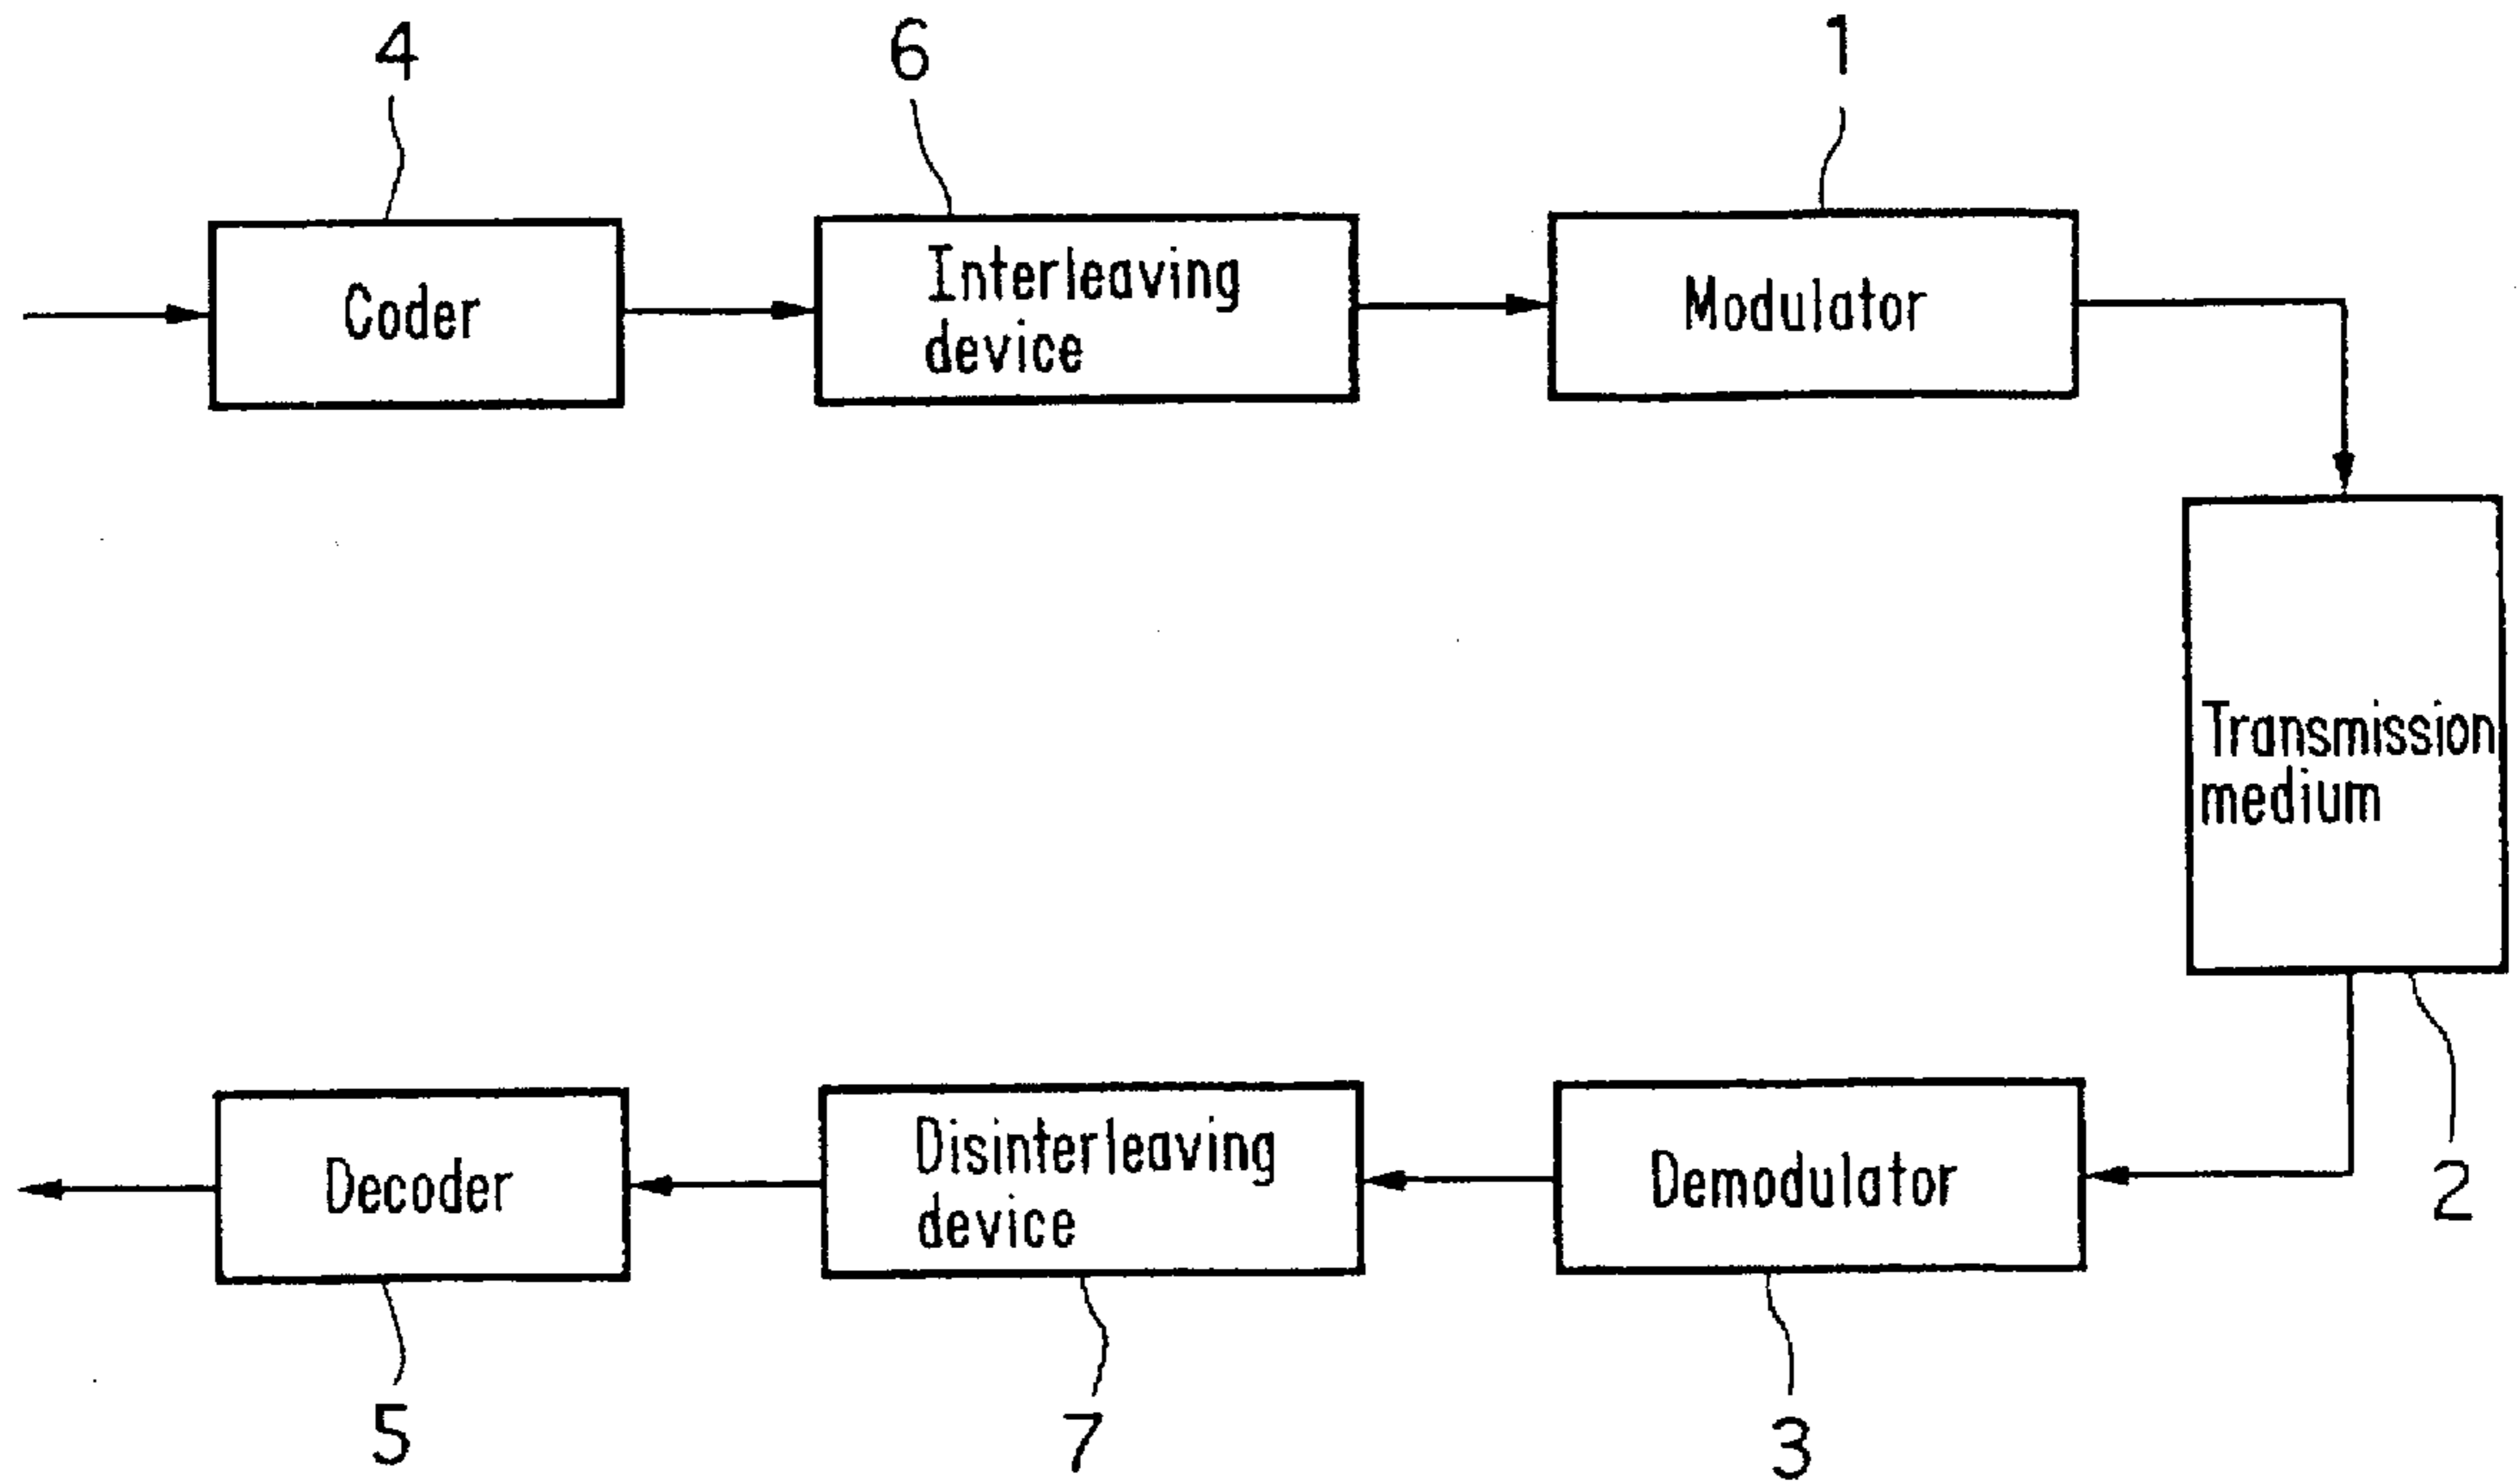 4
6
1
Coder
Interleaving
device
Modulator
Transmission
medium
Decoder
Disinterleaving
device
Demodulator
2
5
7
3